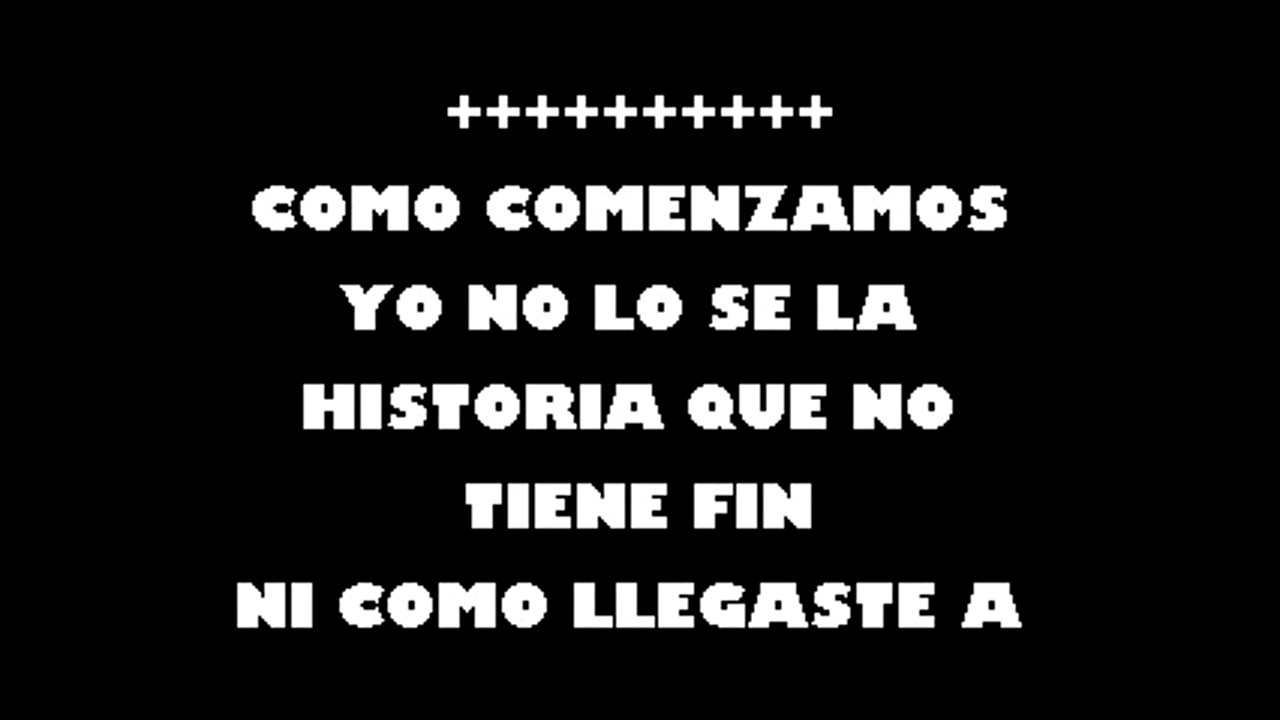 ++++++++++
COMO COMENZAMOS
YO NO LO SE LA
HISTORIA QUE NO
TIENE FIN
NI COMO LLEGASTE A